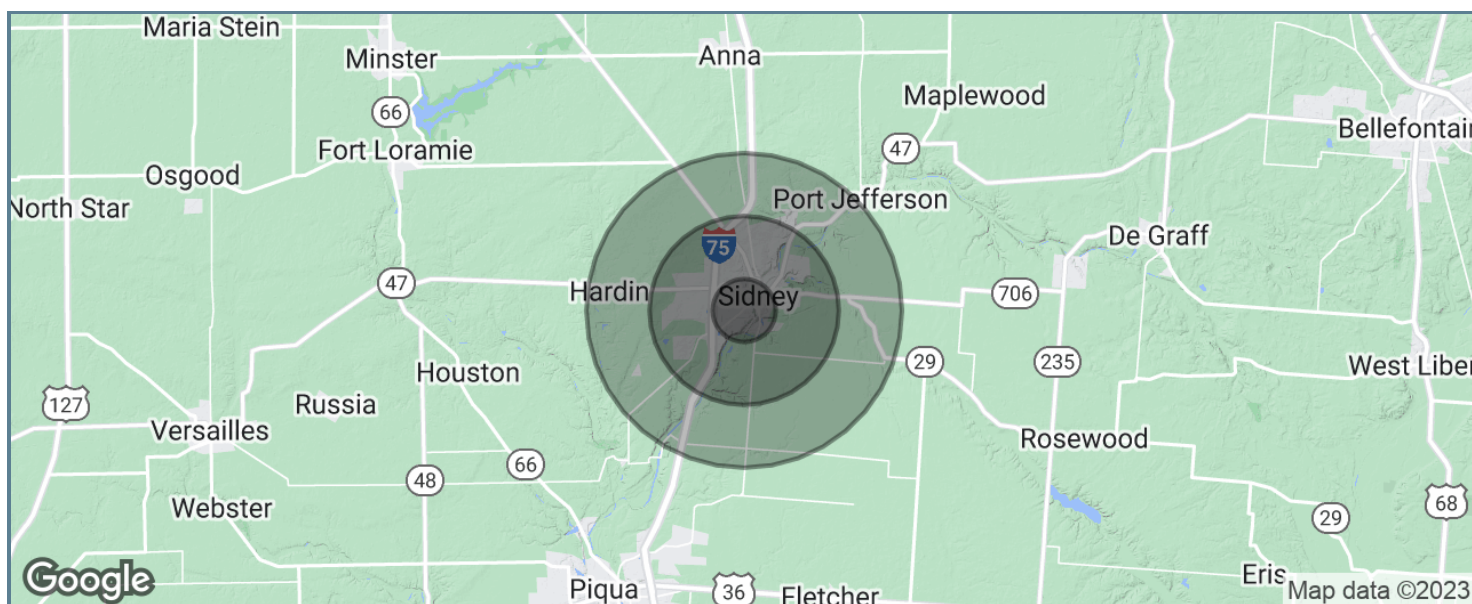 Maria Stein
Minster
Anna
Maplewood
66
47
Bellefontain
Fort Loramie
Osgood
North Star
Port Jefferson
De Graff
75
47
Hardin
Sidney
706
29
235
West Liber
Houston
127
Russia
Versailles
Rosewood
66
48
68
Webster
29
Eris
Google
Piqua
36
Fletcher
Map data ©2023